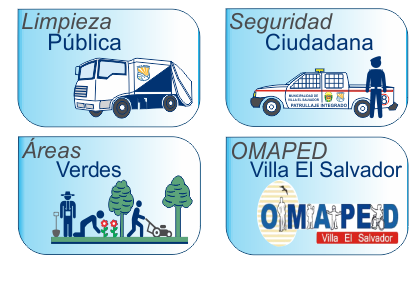 Limpieza
Pública
Seguridad
Ciudadana
MUNICIPALIDAD DE
VILLA EL SALVADOR
PATRULLAJE INTEGRADO
Áreas
Verdes
OMAPED
Villa El Salvador
OMAPED
Villa El Salvador